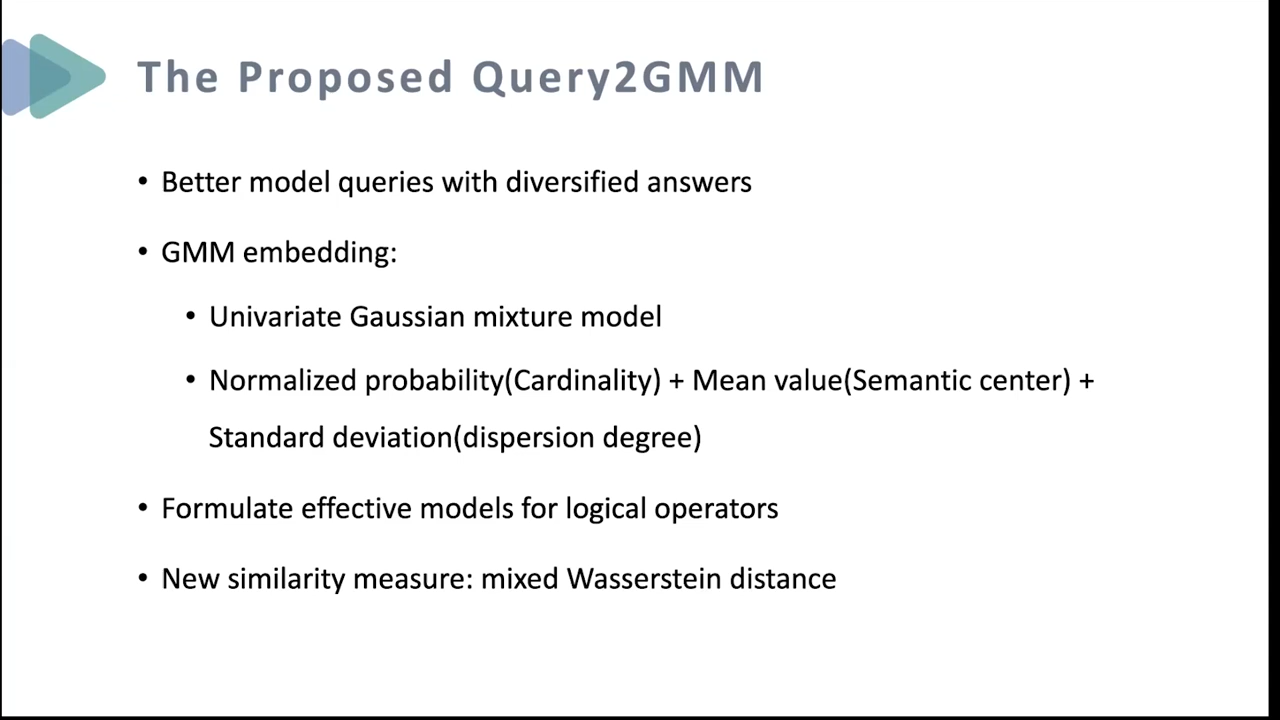 The Proposed Query2GMM
• Better model queries with diversified answers
• GMM embedding:
• Univariate Gaussian mixture model
• Normalized probability(Cardinality) + Mean value(Semantic center) +
Standard deviation(dispersion degree)
• Formulate effective models for logical operators
• New similarity measure: mixed Wasserstein distance